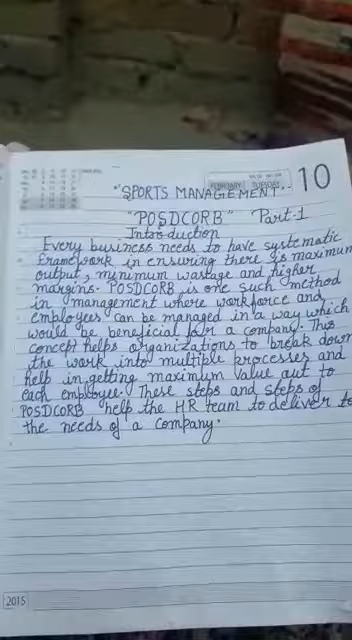 FEBRUARY TUESDAY 10
"SPORTS MANAGEMENT"
"POSDCORB" Part-1
Introduction
Every business needs to have systematic
framework in ensuring there is maximum
output, minimum wastage and higher
margins. POSDCORB is one such method
in management where workforce and
employees can be managed in a way which
would be beneficial for a company. This
concept helps organizations to break down
the work into multiple processes and
help in getting maximum value out to
each employee. These steps and steps of
POSDCORB help the HR team to deliver to
the needs of a company.
2015